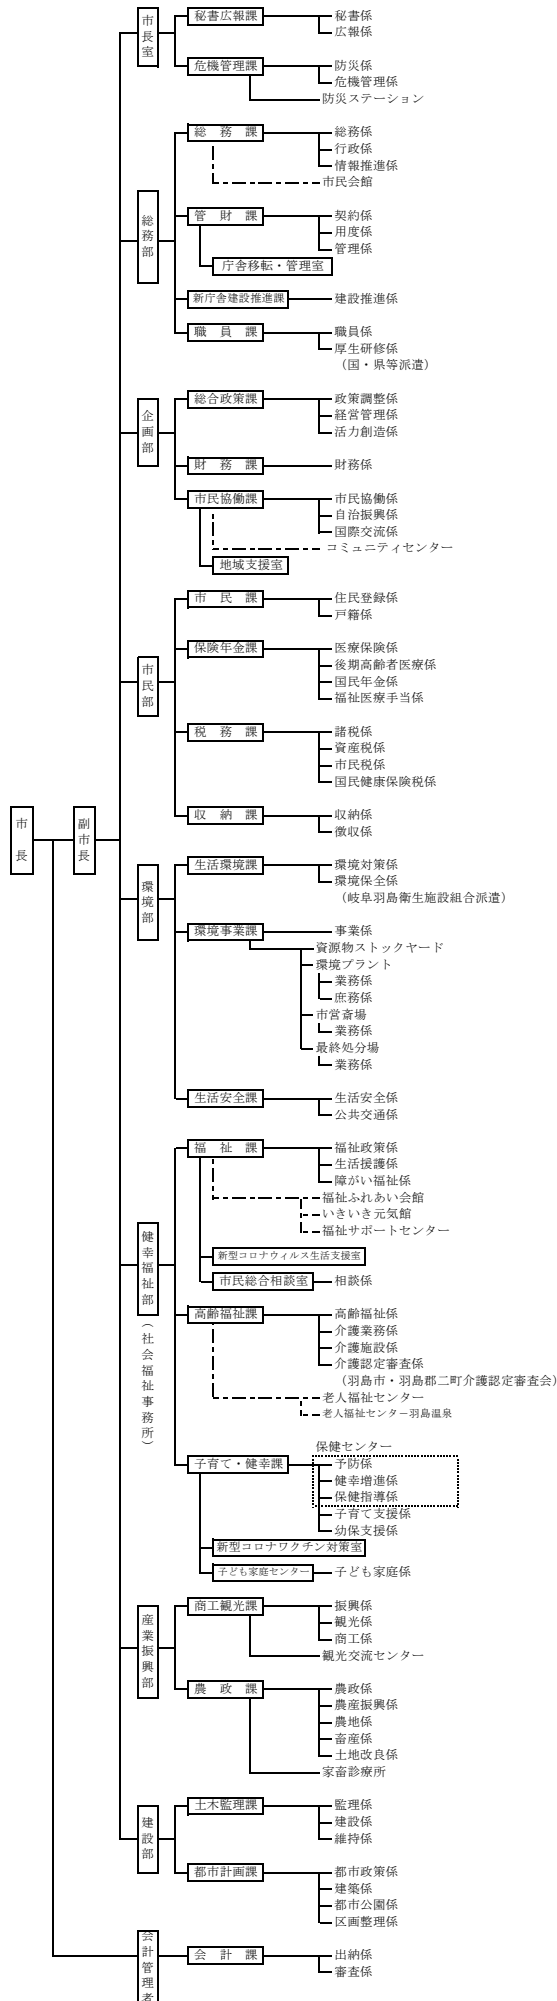 市長
副市長
市長室
秘書広報課
秘書係
広報係
危機管理課
防災係
危機管理係
防災ステーション
総務部
総務課
総務係
行政係
情報推進係
市民会館
管財課
契約係
用度係
管理係
庁舎移転・管理室
新庁舎建設推進課
建設推進係
職員課
職員係
厚生研修係
（国・県等派遣）
企画部
総合政策課
政策調整係
経営管理係
活力創造係
財務課
財務係
市民協働課
市民協働係
自治振興係
国際交流係
コミュニティセンター
地域支援室
市民部
市民課
住民登録係
戸籍係
保険年金課
医療保険係
後期高齢者医療係
国民年金係
福祉医療手当係
税務課
諸税係
資産税係
市民税係
国民健康保険税係
収納課
収納係
徴収係
環境部
生活環境課
環境対策係
環境保全係
（岐阜羽島衛生施設組合派遣）
環境事業課
事業係
資源物ストックヤード
環境プラント
業務係
庶務係
市営斎場
業務係
最終処分場
業務係
生活安全課
生活安全係
公共交通係
健幸福祉部（社会福祉事務所）
福祉課
福祉政策係
生活援護係
障がい福祉係
福祉ふれあい会館
いきいき元気館
福祉サポートセンター
新型コロナウィルス生活支援室
市民総合相談室
相談係
高齢福祉課
高齢福祉係
介護業務係
介護施設係
介護認定審査係
（羽島市・羽島郡二町介護認定審査会）
老人福祉センター
老人福祉センター羽島温泉
保健センター
子育て・健幸課
予防係
健幸増進係
保健指導係
子育て支援係
幼保支援係
新型コロナワクチン対策室
子ども家庭センター
子ども家庭係
産業振興部
商工観光課
振興係
観光係
商工係
観光交流センター
農政課
農政係
農産振興係
農地係
畜産係
土地改良係
家畜診療所
建設部
土木監理課
監理係
建設係
維持係
都市計画課
都市政策係
建築係
都市公園係
区画整理係
会計管理者
会計課
出納係
審査係